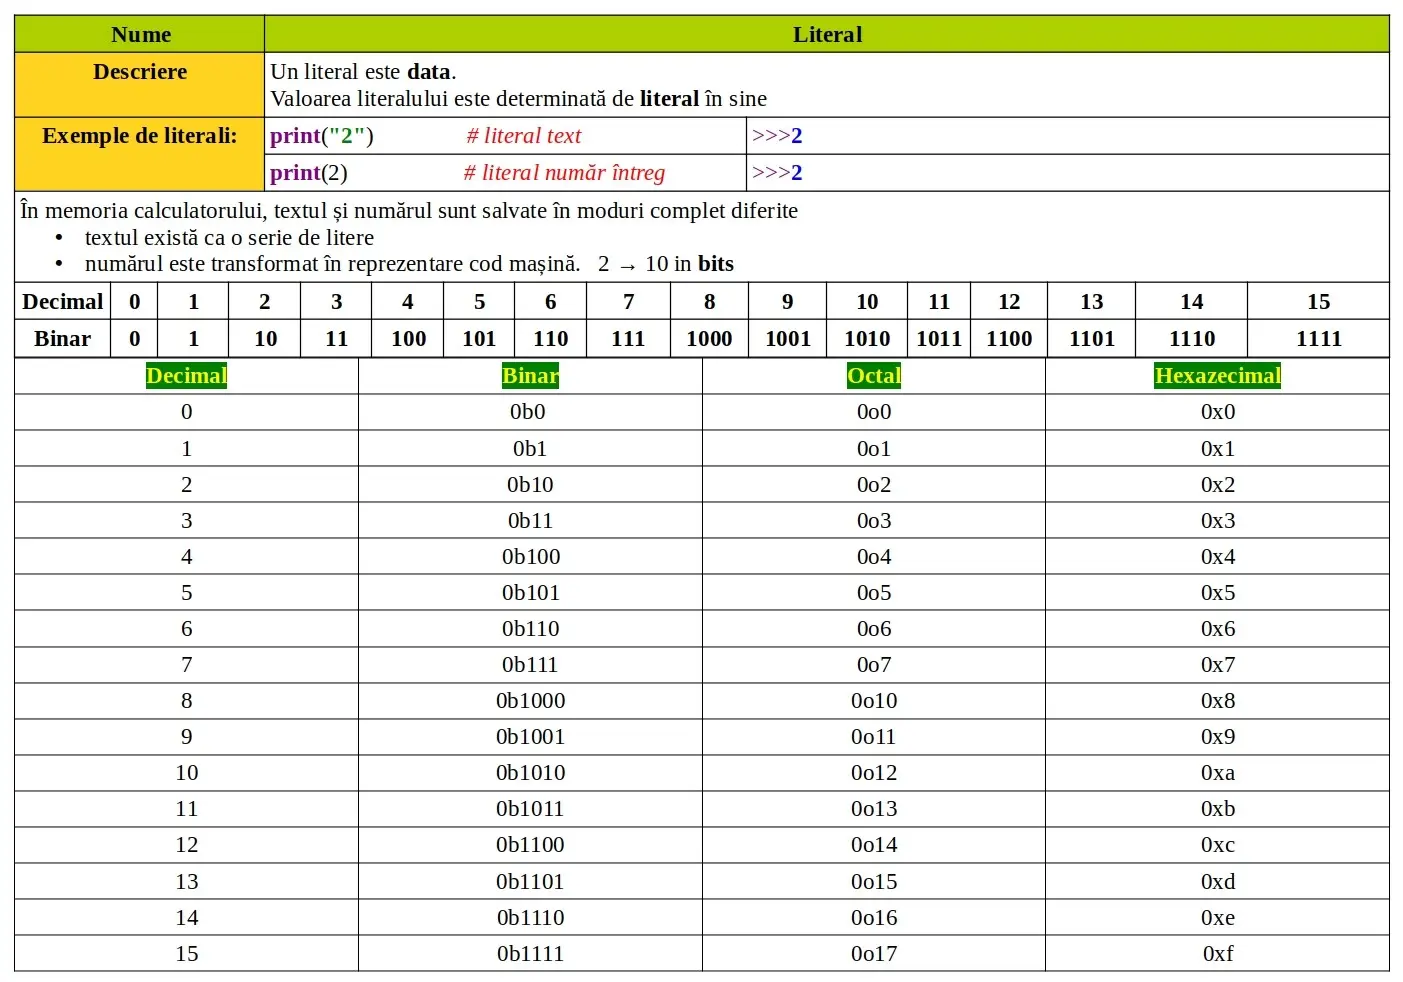 Nume Literal
Descriere Un literal este data.
Valoarea literalului este determinată de literal în sine
Exemple de literali: print("2") # literal text >>>2
print(2) # literal număr întreg >>>2
În memoria calculatorului, textul și numărul sunt salvate în moduri complet diferite
• textul există ca o serie de litere
• numărul este transformat în reprezentare cod mașină. 2 → 10 in bits
Decimal 0 1 2 3 4 5 6 7 8 9 10 11 12 13 14 15
Binar 0 1 10 11 100 101 110 111 1000 1001 1010 1011 1100 1101 1110 1111
Decimal Binar Octal Hexazecimal
0 0b0 0o0 0x0
1 0b1 0o1 0x1
2 0b10 0o2 0x2
3 0b11 0o3 0x3
4 0b100 0o4 0x4
5 0b101 0o5 0x5
6 0b110 0o6 0x6
7 0b111 0o7 0x7
8 0b1000 0o10 0x8
9 0b1001 0o11 0x9
10 0b1010 0o12 0xa
11 0b1011 0o13 0xb
12 0b1100 0o14 0xc
13 0b1101 0o15 0xd
14 0b1110 0o16 0xe
15 0b1111 0o17 0xf